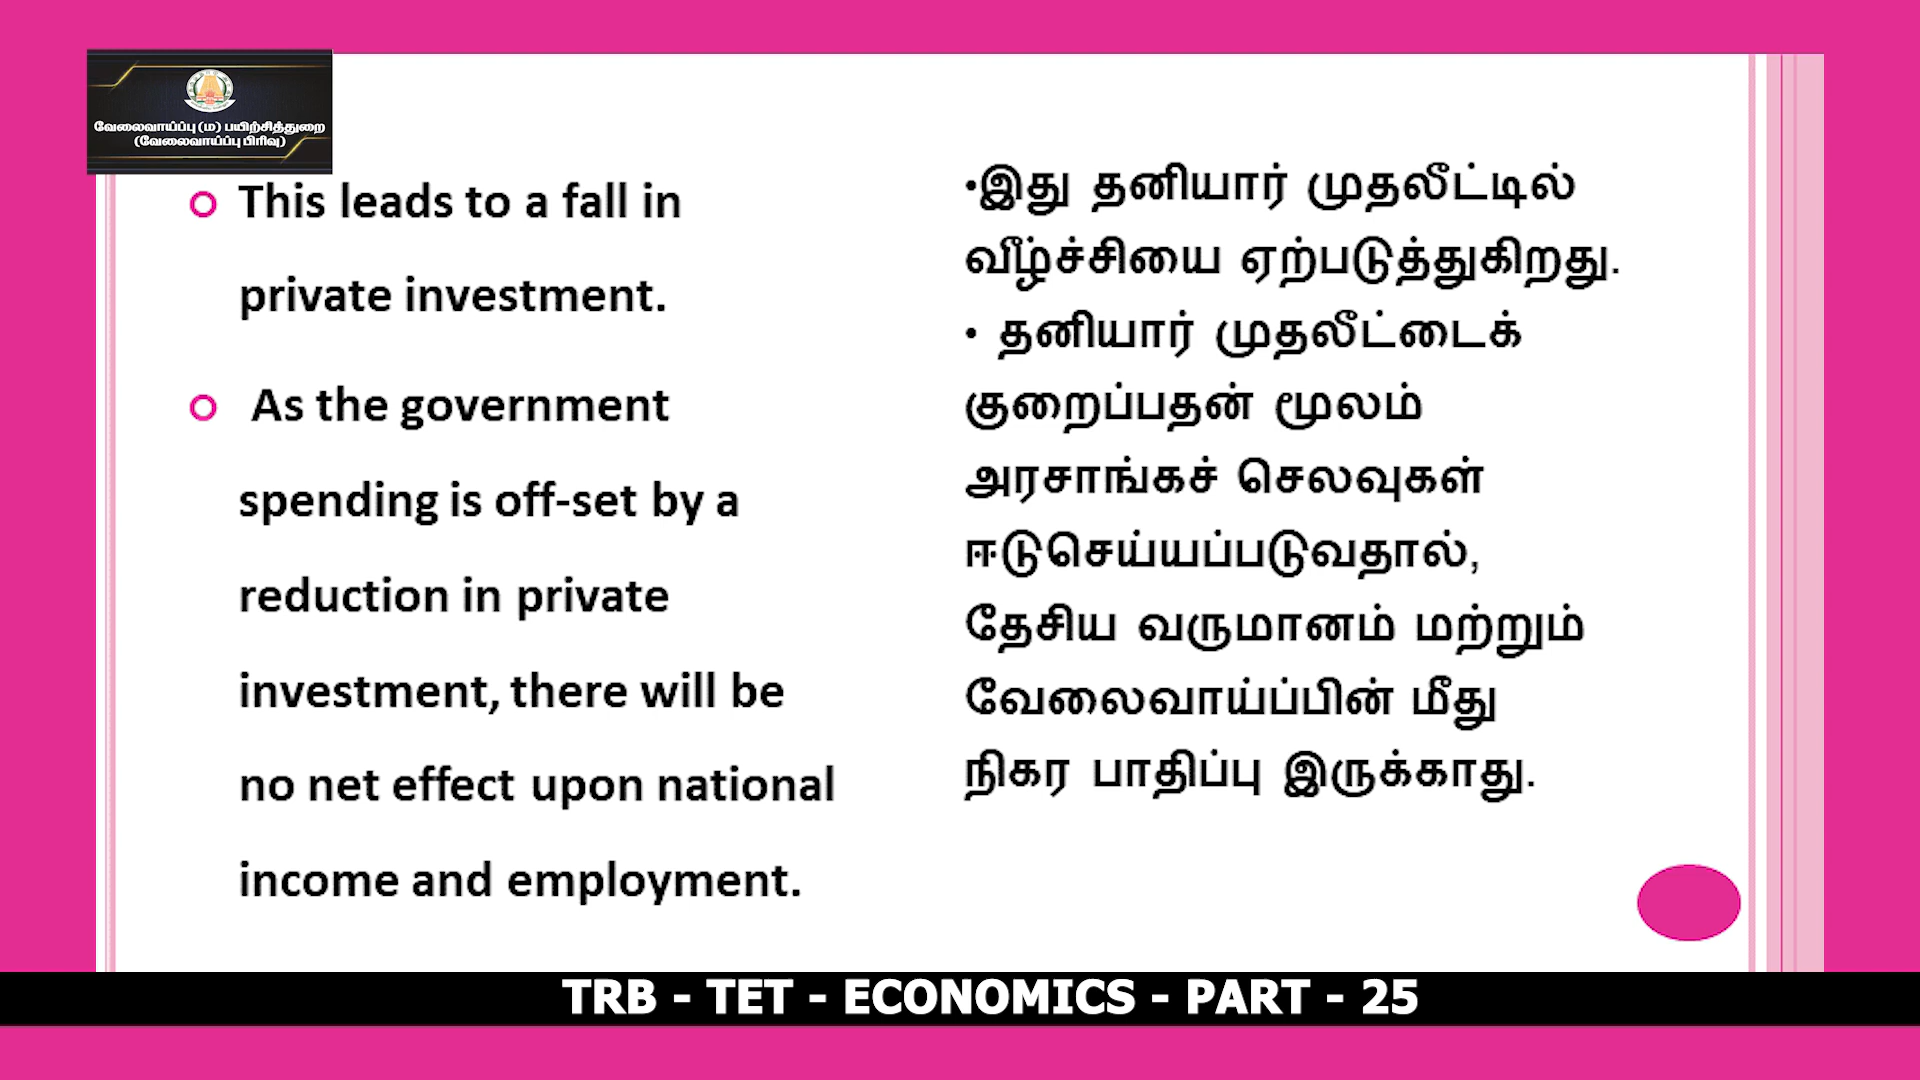 வேலைவாய்ப்பு (ம) பயிற்சித்துறை
(வேலைவாய்ப்பு பிரிவு)
This leads to a fall in
private investment.
As the government
spending is off-set by a
reduction in private
investment, there will be
no net effect upon national
income and employment.
•இது தனியார் முதலீட்டில்
வீழ்ச்சியை ஏற்படுத்துகிறது.
• தனியார் முதலீட்டைக்
குறைப்பதன் மூலம்
அரசாங்கச் செலவுகள்
ஈடுசெய்யப்படுவதால்,
தேசிய வருமானம் மற்றும்
வேலைவாய்ப்பின் மீது
நிகர பாதிப்பு இருக்காது.
TRB - TET - ECONOMICS - PART - 25